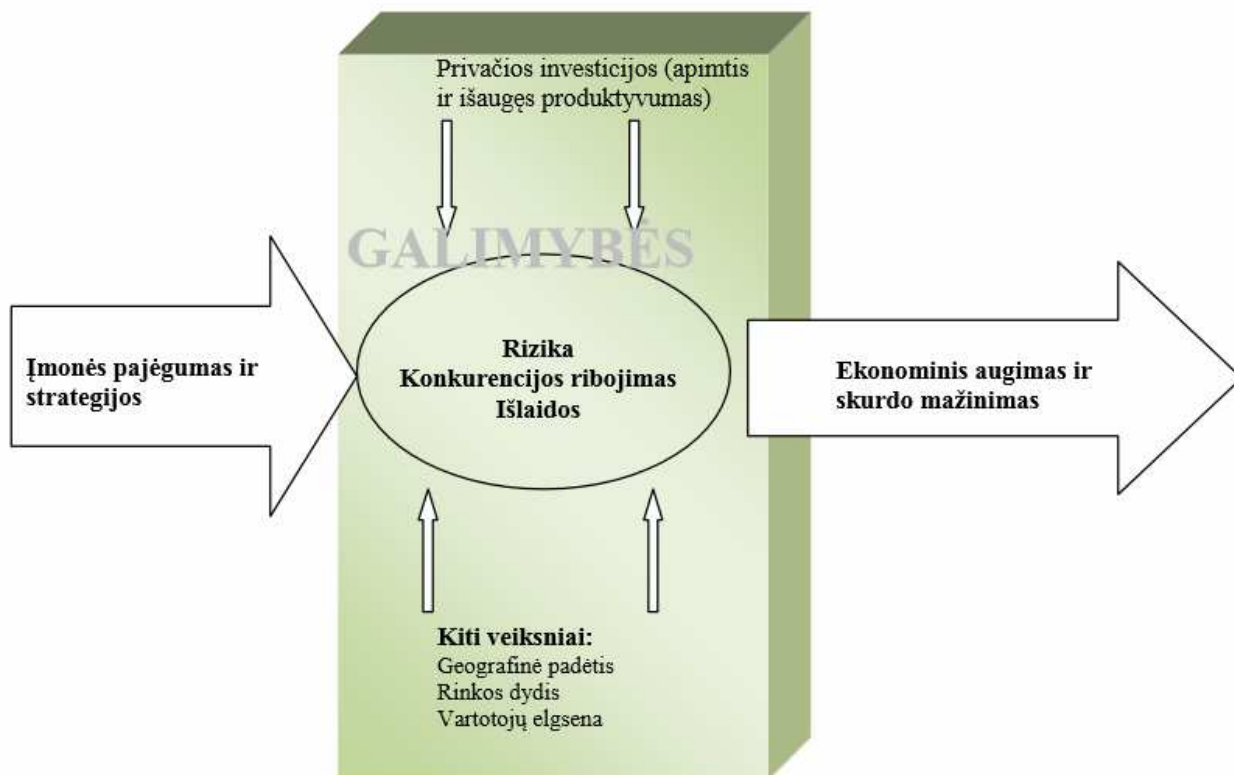 Privačios investicijos (apimtis
ir išaugęs produktyvumas)
GALIMYBĖS
Įmonės pajėgumas ir
strategijos
Rizika
Konkurencijos ribojimas
Išlaidos
Ekonominis augimas ir
skurdo mažinimas
Kiti veiksniai:
Geografinė padėtis
Rinkos dydis
Vartotojų elgsena